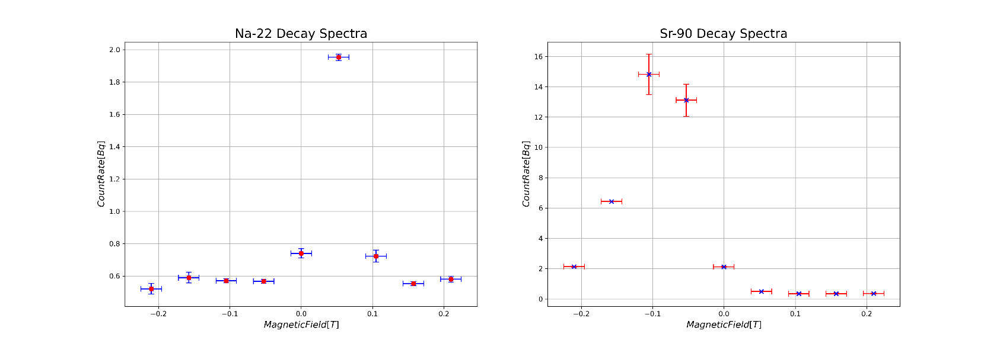 Na-22 Decay Spectra
CountRate[Bq]
2.0
1.8
1.6
1.4
1.2
1.0
0.8
0.6
−0.2 −0.1 0.0 0.1 0.2
MagneticField[T]
Sr-90 Decay Spectra
CountRate[Bq]
16
14
12
10
8
6
4
2
0
−0.2 −0.1 0.0 0.1 0.2
MagneticField[T]